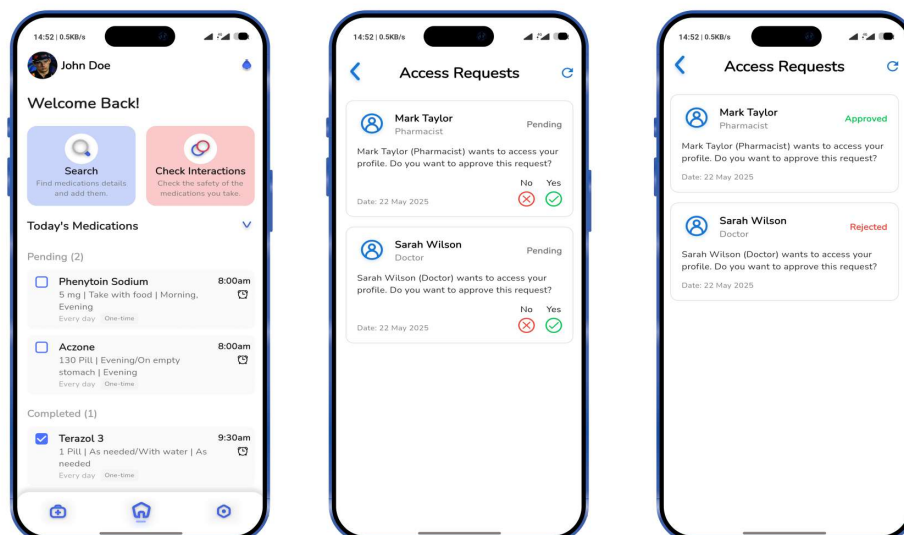 14:52 | 0.5KB/s
John Doe
Welcome Back!
Search
Find medications details
and add them.
Check Interactions
Check the safety of the
medications you take.
Today's Medications
Pending (2)
Phenytoin Sodium
8:00am
5 mg | Take with food | Morning,
Evening
Every day One-time
Aczone
8:00am
130 Pill | Evening/On empty
stomach | Evening
Every day One-time
Completed (1)
Terazol 3
9:30am
1 Pill | As needed/With water | As
needed
Every day One-time
14:52 | 0.5KB/s
Access Requests
Mark Taylor
Pharmacist
Pending
Mark Taylor (Pharmacist) wants to access your
profile. Do you want to approve this request?
No Yes
Date: 22 May 2025
Sarah Wilson
Doctor
Pending
Sarah Wilson (Doctor) wants to access your
profile. Do you want to approve this request?
No Yes
Date: 22 May 2025
14:52 | 0.5KB/s
Access Requests
Mark Taylor
Pharmacist
Approved
Mark Taylor (Pharmacist) wants to access your
profile. Do you want to approve this request?
Date: 22 May 2025
Sarah Wilson
Doctor
Rejected
Sarah Wilson (Doctor) wants to access your
profile. Do you want to approve this request?
Date: 22 May 2025